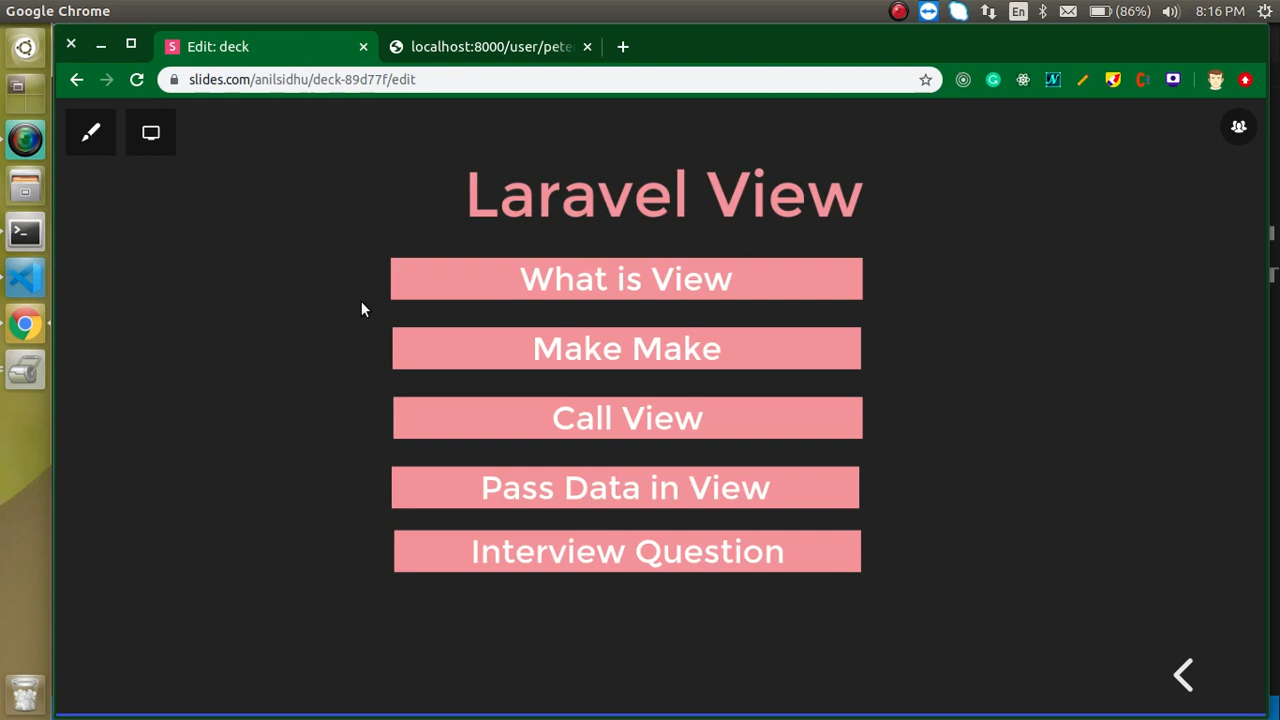 Google Chrome
En
(86%)
8:16 PM
S
Edit: deck
localhost:8000/user/pete
slides.com/anilsidhu/deck-89d77f/edit
Laravel View
What is View
Make Make
Call View
Pass Data in View
Interview Question